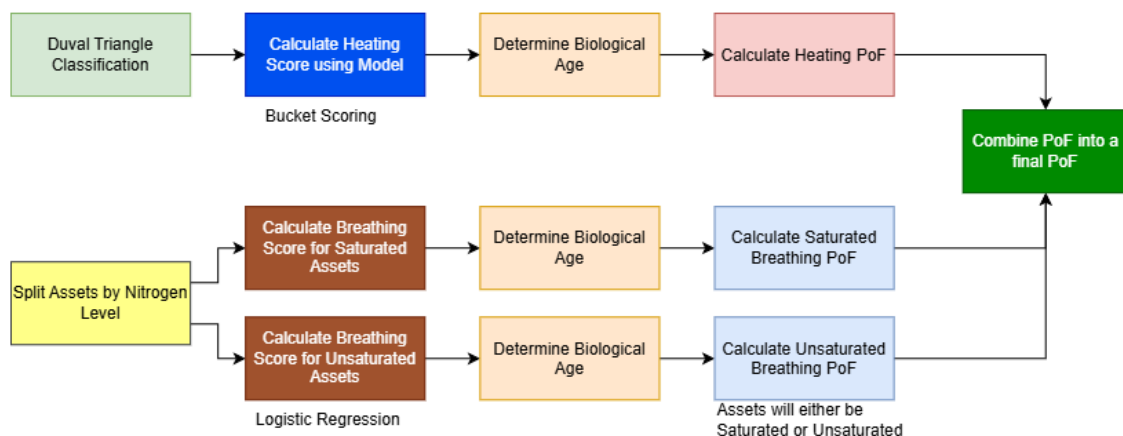 Duval Triangle
Classification
Calculate Heating
Score using Model
Determine Biological
Age
Calculate Heating PoF
Bucket Scoring
Combine PoF into a
final PoF
Calculate Breathing
Score for Saturated
Assets
Determine Biological
Age
Calculate Saturated
Breathing PoF
Split Assets by Nitrogen
Level
Calculate Breathing
Score for Unsaturated
Assets
Determine Biological
Age
Calculate Unsaturated
Breathing PoF
Logistic Regression
Assets will either be
Saturated or Unsaturated